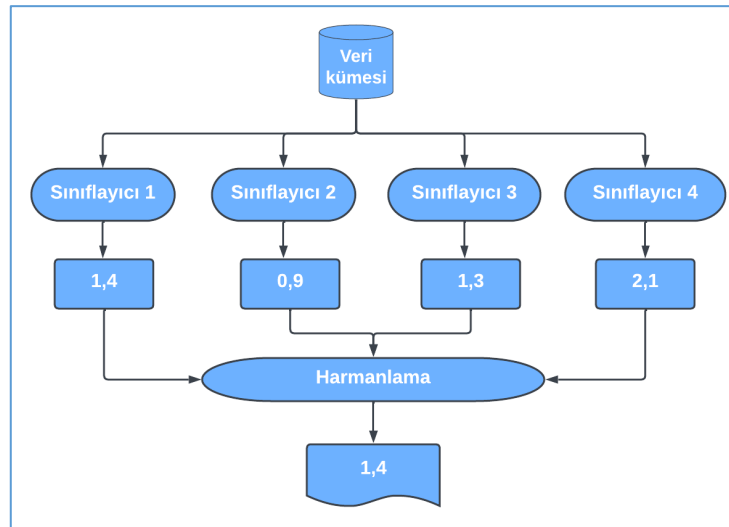 Veri
kümesi
Sınıflayıcı 1
Sınıflayıcı 2
Sınıflayıcı 3
Sınıflayıcı 4
1,4
0,9
1,3
2,1
Harmanlama
1,4